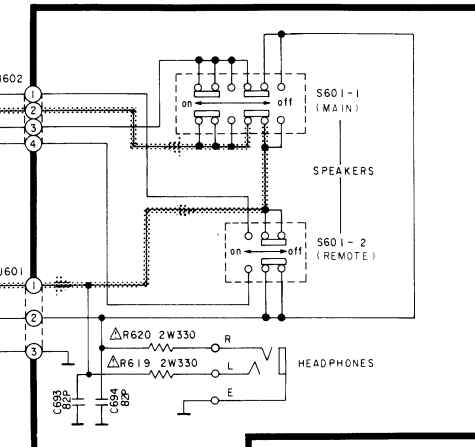 J602
1
2
3
4
on off
S601-1
(MAIN)
SPEAKERS
on off
S601-2
(REMOTE)
J601
1
2
3
⚠R620 2W330
R
⚠R619 2W330
L
HEADPHONES
E
C693
82P
C694
82P